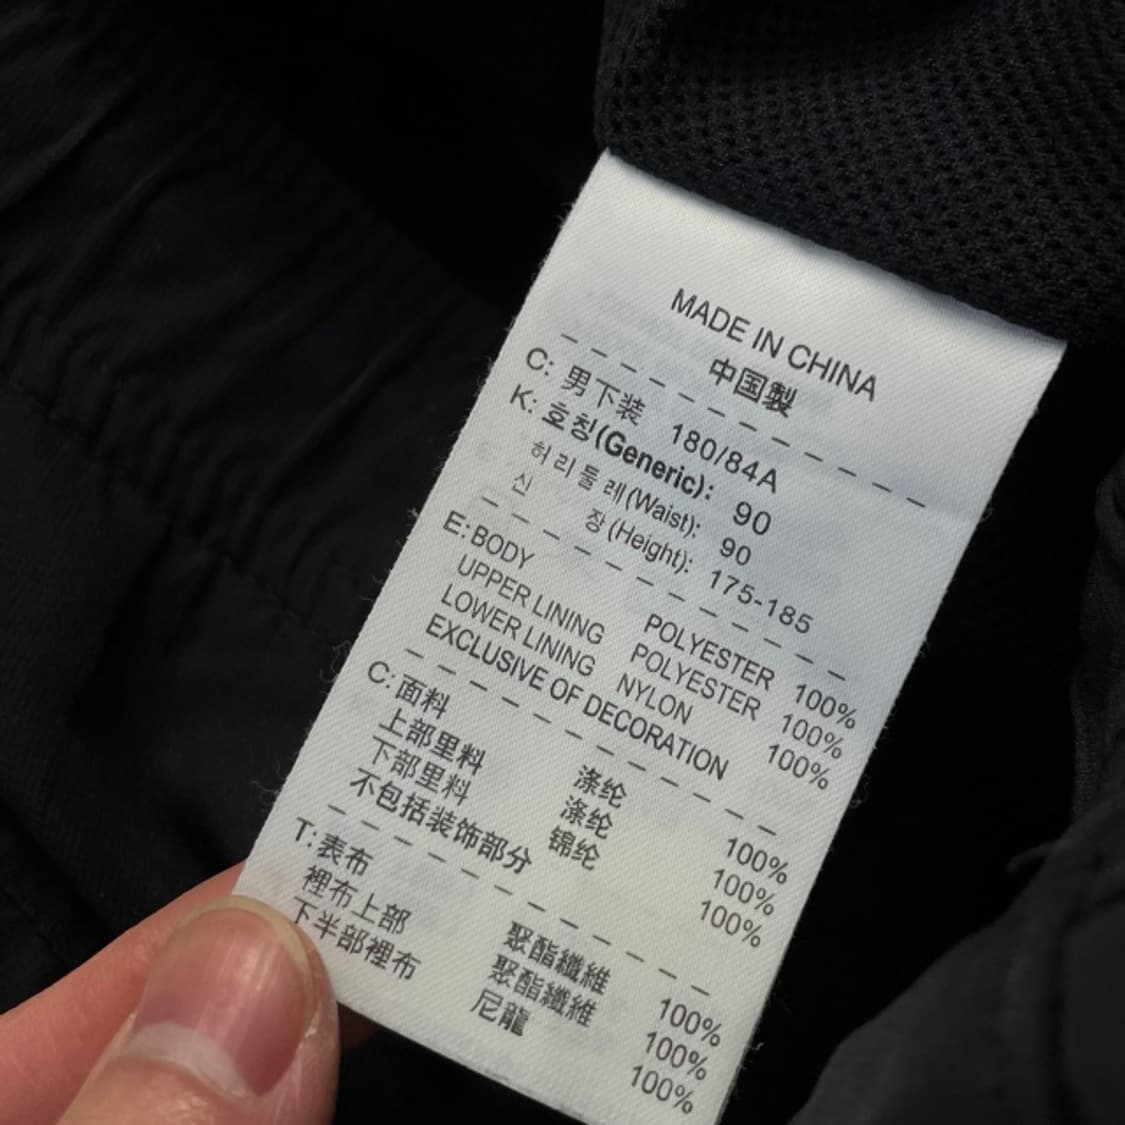 MADE IN CHINA
中国製
C: 男下装 180/84A
K: 호칭(Generic): 90
허리둘레(Waist): 90
신 장(Height): 175-185
E: BODY POLYESTER 100%
UPPER LINING POLYESTER 100%
LOWER LINING NYLON 100%
EXCLUSIVE OF DECORATION
C: 面料 涤纶 100%
上部里料 涤纶 100%
下部里料 锦纶 100%
不包括装饰部分
T: 表布 聚酯纖維 100%
裡布上部 聚酯纖維 100%
下半部裡布 尼龍 100%